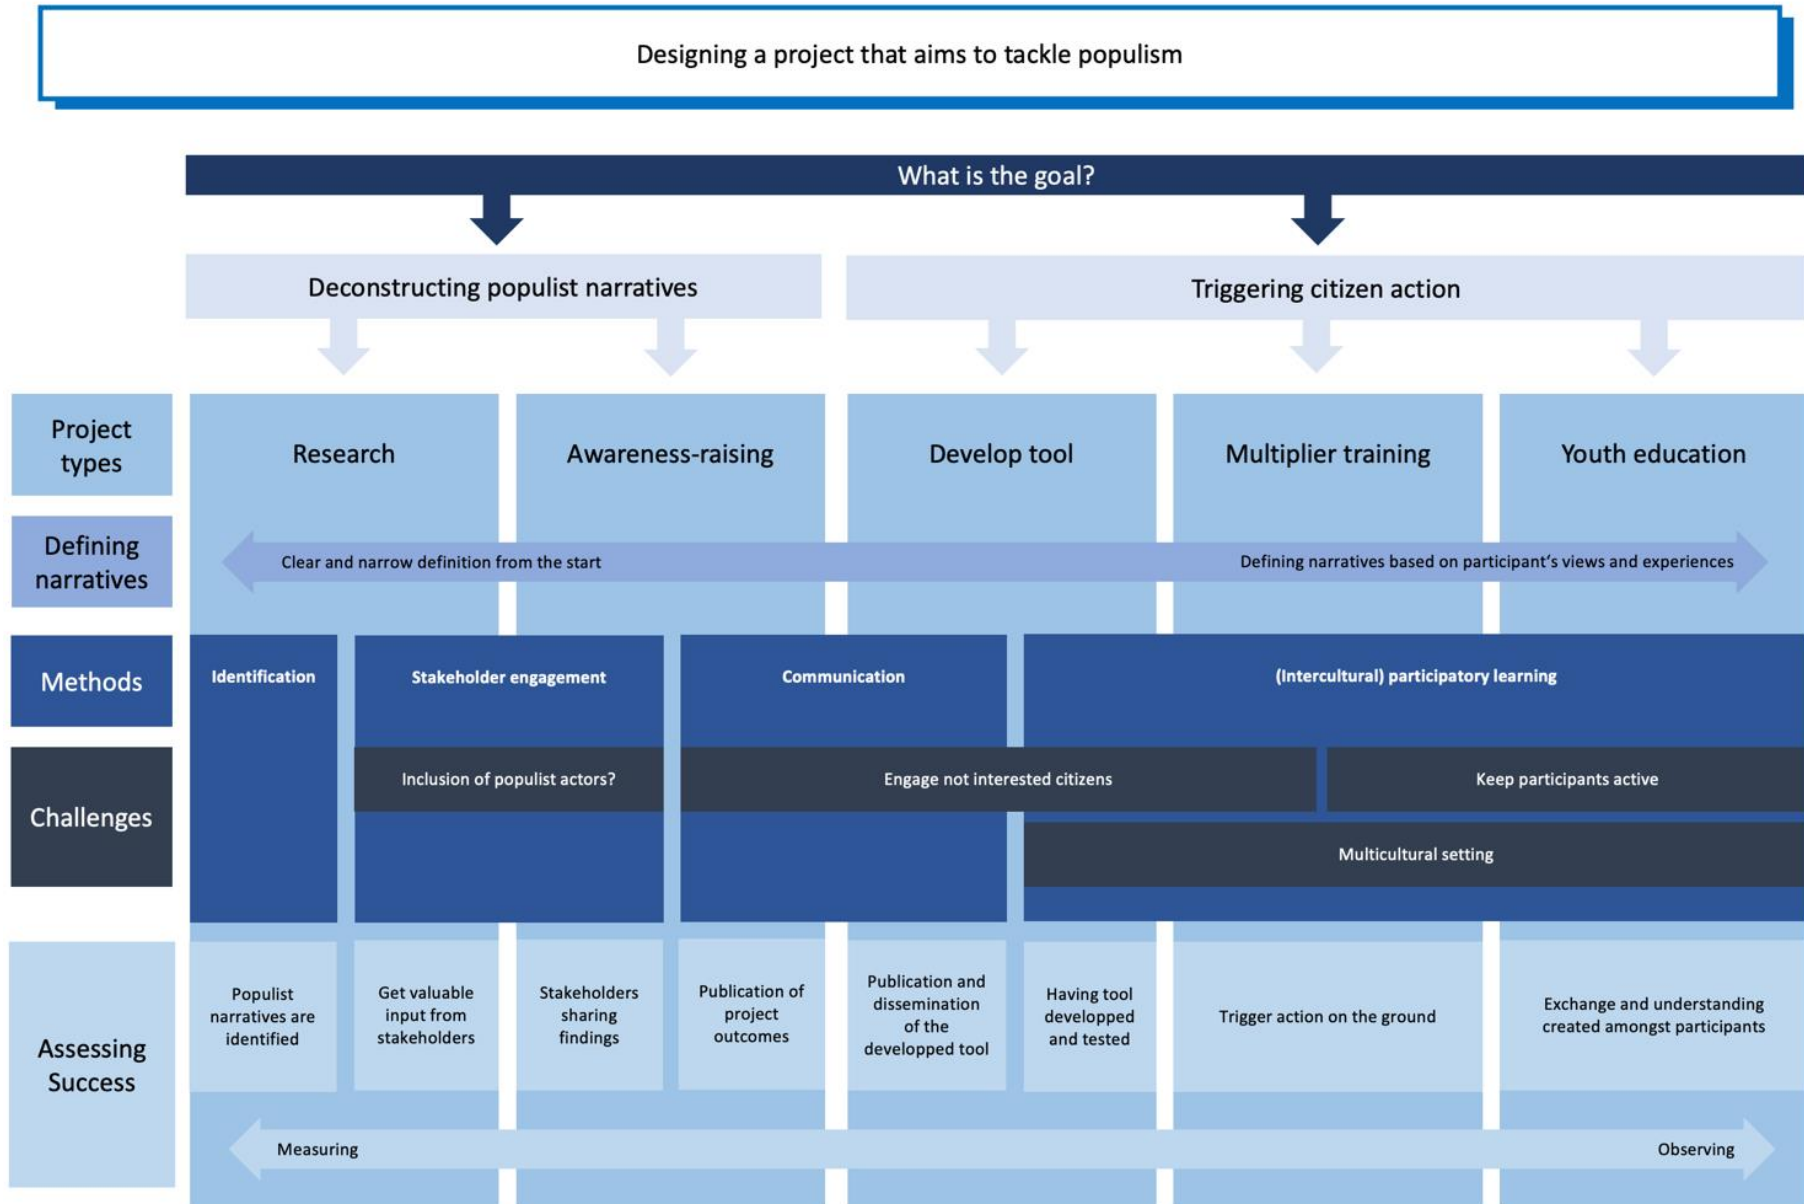 Designing a project that aims to tackle populism
What is the goal?
Deconstructing populist narratives
Triggering citizen action
Project
types
Research
Awareness-raising
Develop tool
Multiplier training
Youth education
Defining
narratives
Clear and narrow definition from the start
Defining narratives based on participant's views and experiences
Methods
Identification
Stakeholder engagement
Communication
(Intercultural) participatory learning
Challenges
Inclusion of populist actors?
Engage not interested citizens
Keep participants active
Multicultural setting
Assessing
Success
Populist
narratives are
identified
Get valuable
input from
stakeholders
Stakeholders
sharing
findings
Publication of
project
outcomes
Publication and
dissemination
of the
developped tool
Having tool
developped
and tested
Trigger action on the ground
Exchange and understanding
created amongst participants
Measuring
Observing